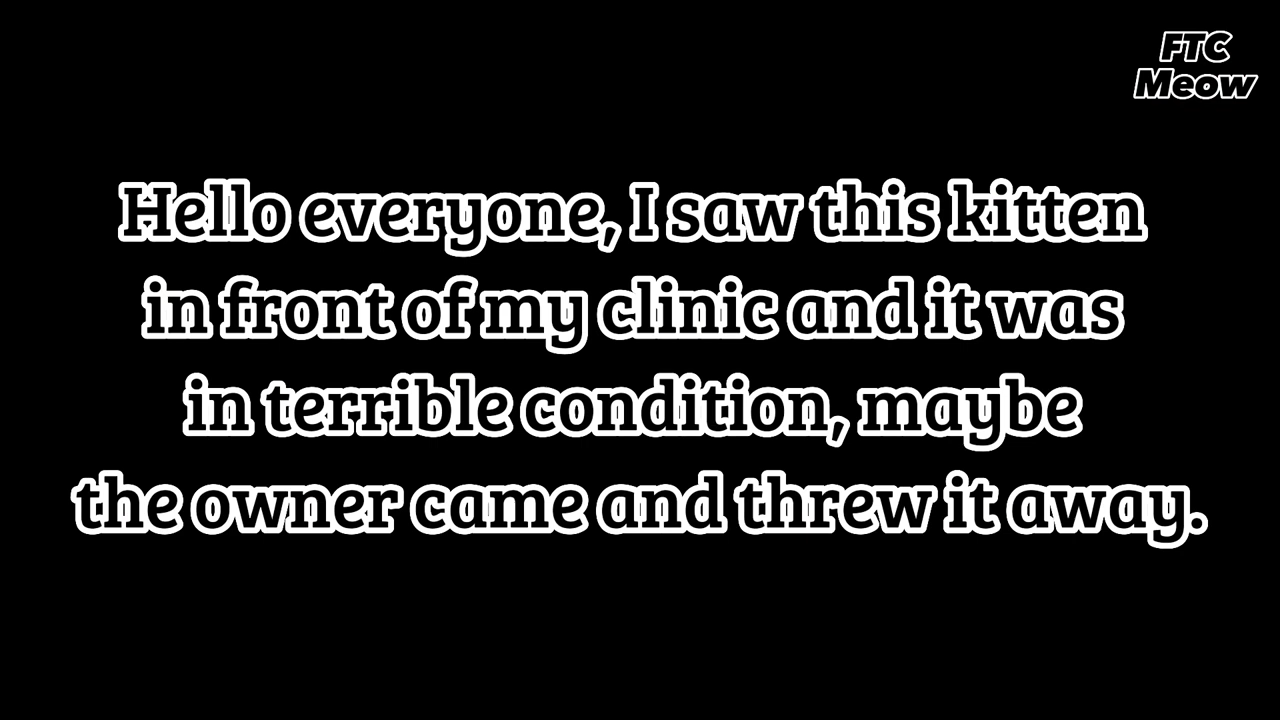 FTC
Meow
Hello everyone, I saw this kitten
in front of my clinic and it was
in terrible condition, maybe
the owner came and threw it away.